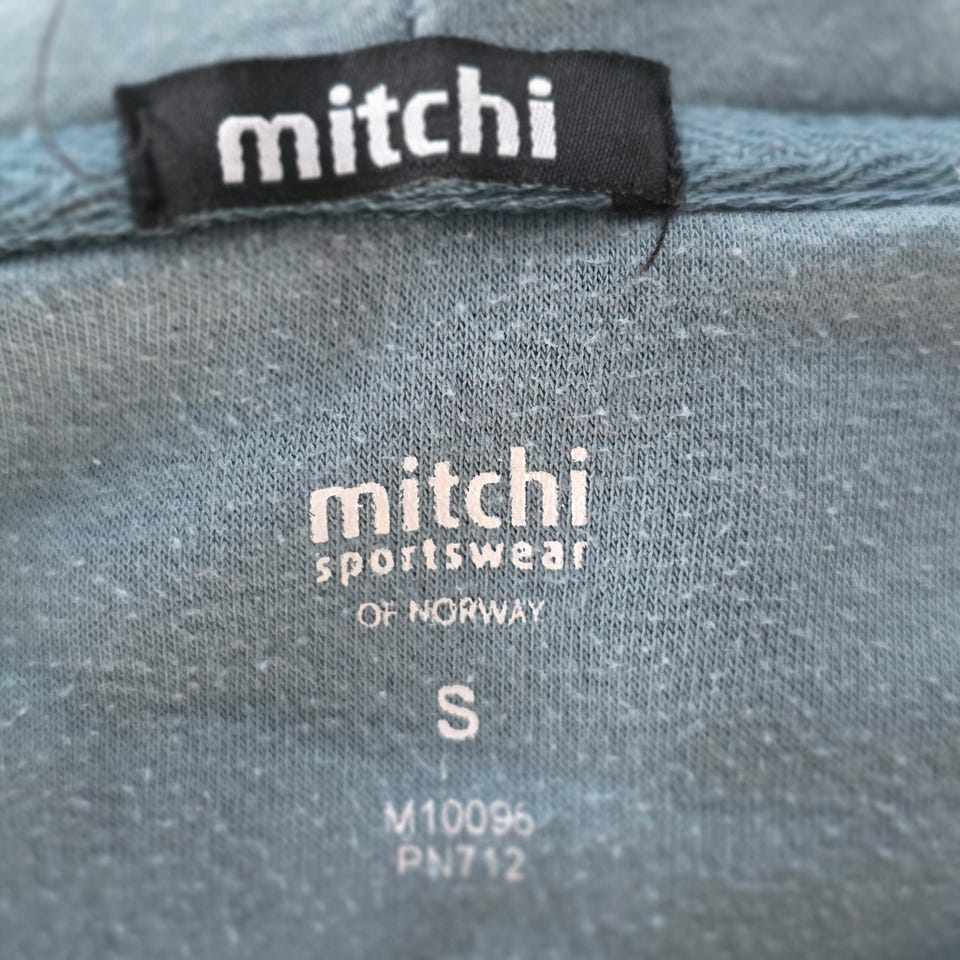 mitchi
mitchi
sportswear
OF NORWAY
S
M10096
PN712